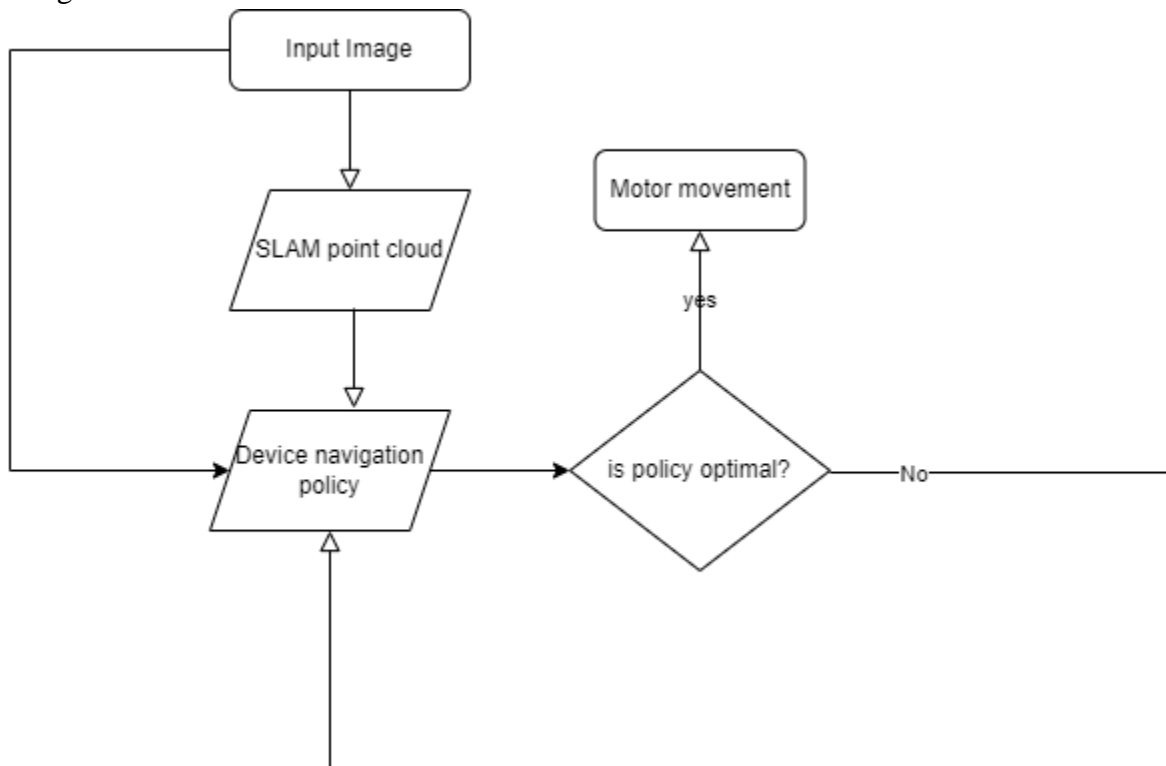 Input Image
SLAM point cloud
Motor movement
yes
Device navigation
policy
is policy optimal?
No